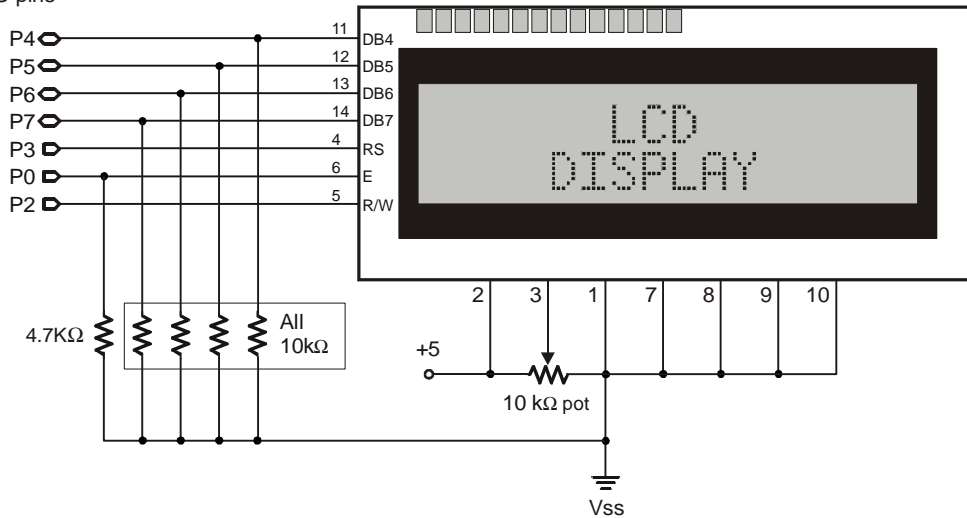 pins
P4 11 DB4
P5 12 DB5
P6 13 DB6
P7 14 DB7
P3 4 RS
P0 6 E
P2 5 R/W
LCD
DISPLAY
2 3 1 7 8 9 10
4.7KΩ
All
10kΩ
+5
10 kΩ pot
Vss